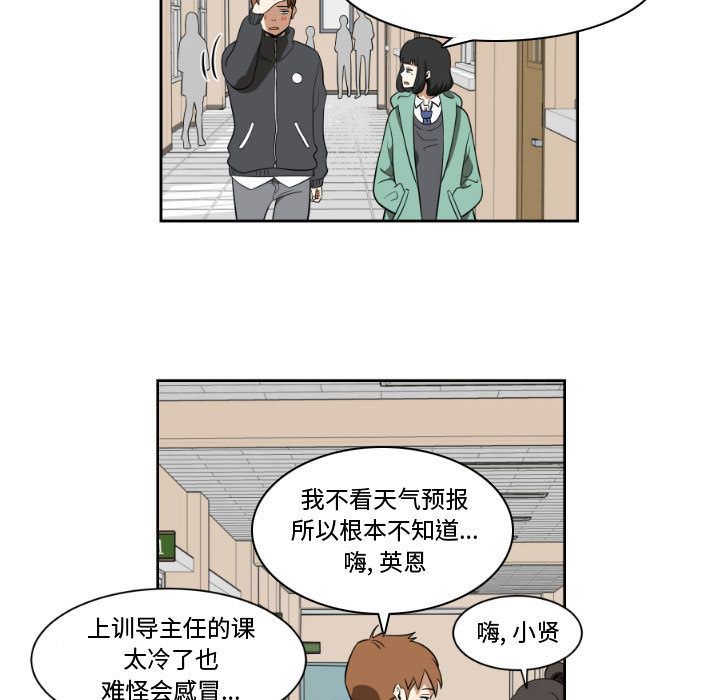 我不看天气预报
所以根本不知道...
嗨, 英恩
嗨, 小贤
上训导主任的课
太冷了也
难怪会感冒...
1